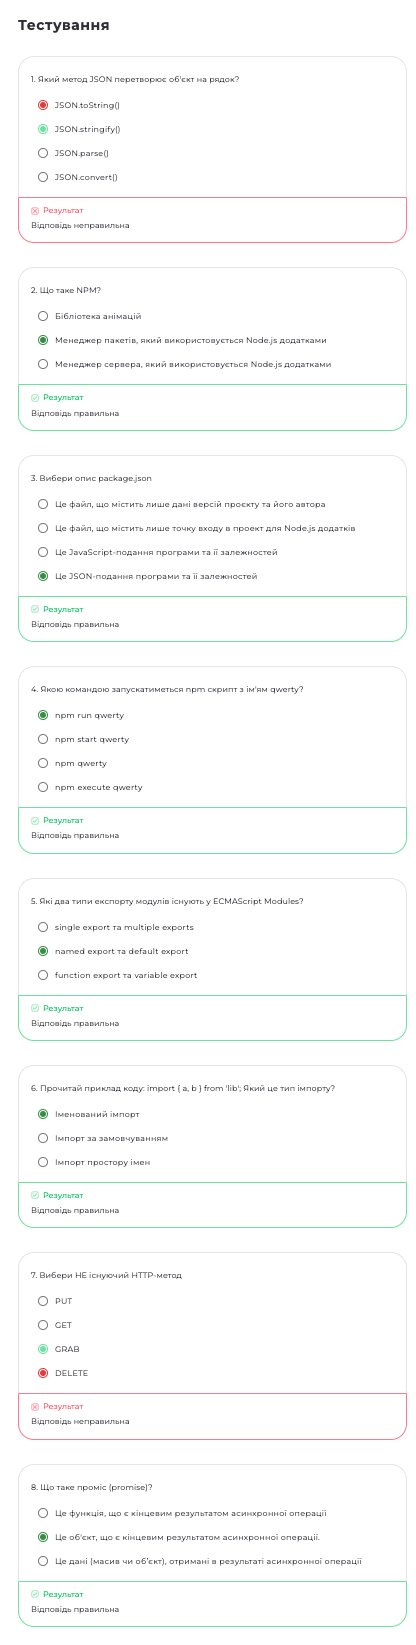 Тестування
1. Який метод JSON перетворює об'єкт на рядок?
JSON.toString()
JSON.stringify()
JSON.parse()
JSON.convert()
Результат
Відповідь неправильна
2. Що таке NPM?
Бібліотека анімацій
Менеджер пакетів, який використовується Node.js додатками
Менеджер сервера, який використовується Node.js додатками
Результат
Відповідь правильна
3. Вибери опис package.json
Це файл, що містить лише дані версій проєкту та його автора
Це файл, що містить лише точку входу в проект для Node.js додатків
Це JavaScript-подання програми та її залежностей
Це JSON-подання програми та її залежностей
Результат
Відповідь правильна
4. Якою командою запускатиметься npm скрипт з ім'ям qwerty?
npm run qwerty
npm start qwerty
npm qwerty
npm execute qwerty
Результат
Відповідь правильна
5. Які два типи експорту модулів існують у ECMAScript Modules?
single export та multiple exports
named export та default export
function export та variable export
Результат
Відповідь правильна
6. Прочитай приклад коду: import { a, b } from 'lib'; Який це тип імпорту?
Іменований імпорт
Імпорт за замовчуванням
Імпорт простору імен
Результат
Відповідь правильна
7. Вибери НЕ існуючий HTTP-метод
PUT
GET
GRAB
DELETE
Результат
Відповідь неправильна
8. Що таке проміс (promise)?
Це функція, що є кінцевим результатом асинхронної операції
Це об'єкт, що є кінцевим результатом асинхронної операції.
Це дані (масив чи об’єкт), отримані в результаті асинхронної операції
Результат
Відповідь правильна